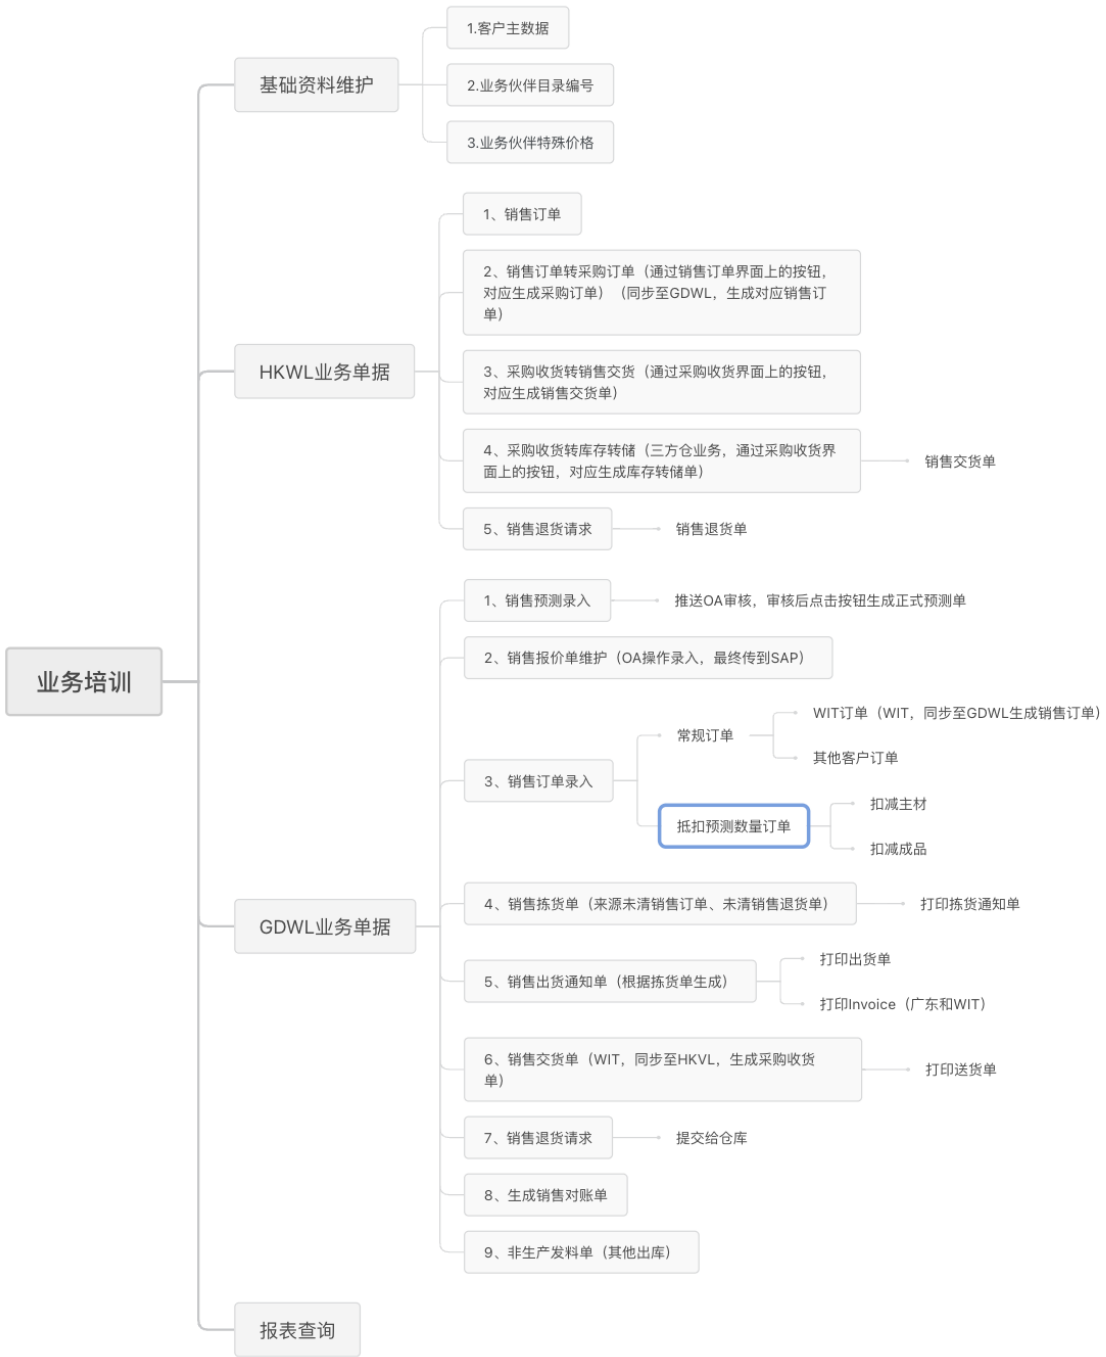 业务培训
基础资料维护
1.客户主数据
2.业务伙伴目录编号
3.业务伙伴特殊价格
HKWL业务单据
1、销售订单
2、销售订单转采购订单（通过销售订单界面上的按钮，
对应生成采购订单）（同步至GDWL，生成对应销售订
单）
3、采购收货转销售交货（通过采购收货界面上的按钮，
对应生成销售交货单）
4、采购收货转库存转储（三方仓业务，通过采购收货界
面上的按钮，对应生成库存转储单）
销售交货单
5、销售退货请求
销售退货单
GDWL业务单据
1、销售预测录入
推送OA审核，审核后点击按钮生成正式预测单
2、销售报价单维护（OA操作录入，最终传到SAP）
3、销售订单录入
常规订单
WIT订单（WIT，同步至GDWL生成销售订单）
其他客户订单
抵扣预测数量订单
扣减主材
扣减成品
4、销售拣货单（来源未清销售订单、未清销售退货单）
打印拣货通知单
5、销售出货通知单（根据拣货单生成）
打印出货单
打印Invoice（广东和WIT）
6、销售交货单（WIT，同步至HKVL，生成采购收货
单）
打印送货单
7、销售退货请求
提交给仓库
8、生成销售对账单
9、非生产发料单（其他出库）
报表查询